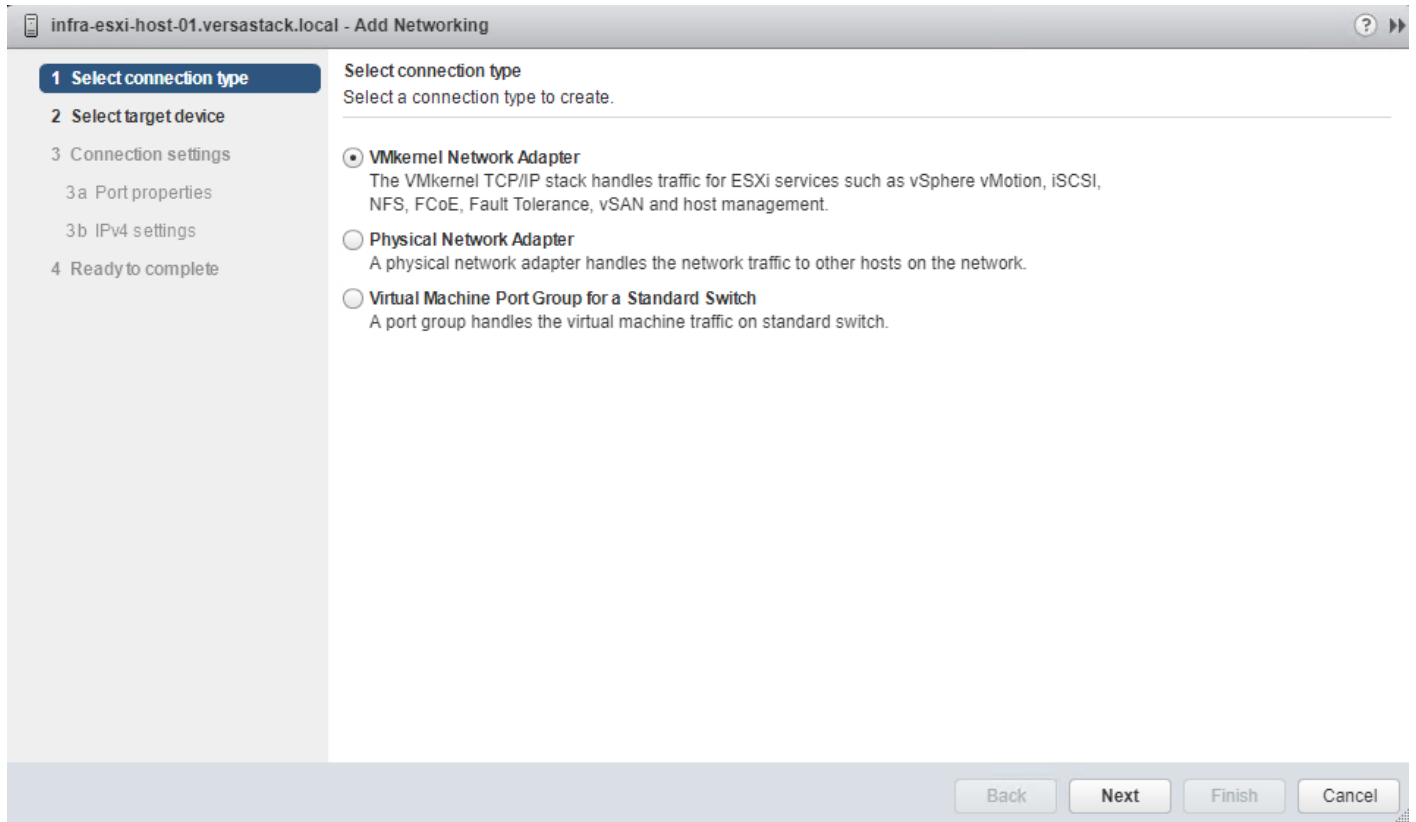 infra-esxi-host-01.versastack.local - Add Networking
?
1 Select connection type
2 Select target device
3 Connection settings
3a Port properties
3b IPv4 settings
4 Ready to complete
Select connection type
Select a connection type to create.
VMkernel Network Adapter
The VMkernel TCP/IP stack handles traffic for ESXi services such as vSphere vMotion, iSCSI,
NFS, FCoE, Fault Tolerance, vSAN and host management.
Physical Network Adapter
A physical network adapter handles the network traffic to other hosts on the network.
Virtual Machine Port Group for a Standard Switch
A port group handles the virtual machine traffic on standard switch.
Back
Next
Finish
Cancel